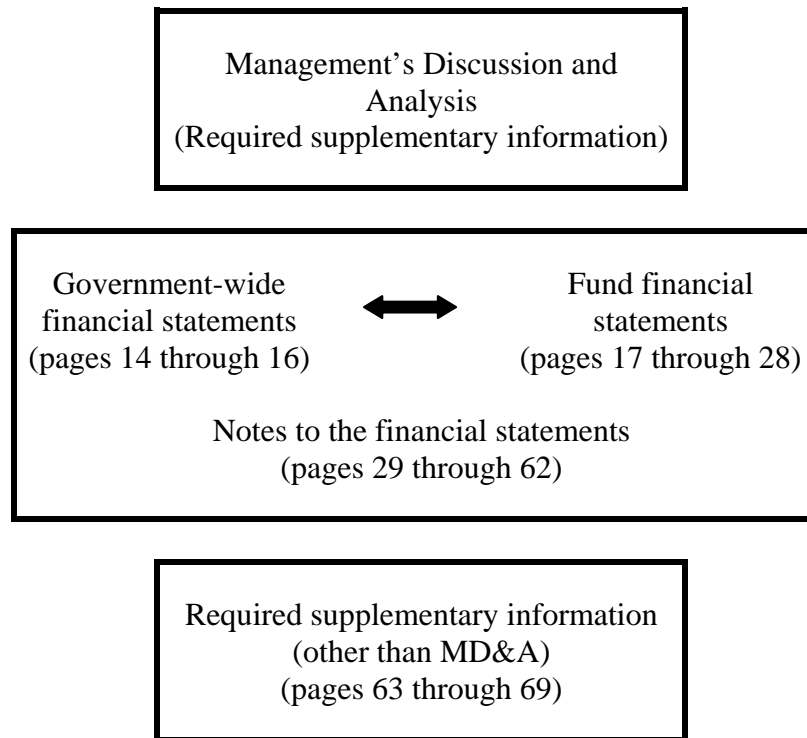 Management’s Discussion and
Analysis
(Required supplementary information)
Government-wide
financial statements
(pages 14 through 16)
Fund financial
statements
(pages 17 through 28)
Notes to the financial statements
(pages 29 through 62)
Required supplementary information
(other than MD&A)
(pages 63 through 69)